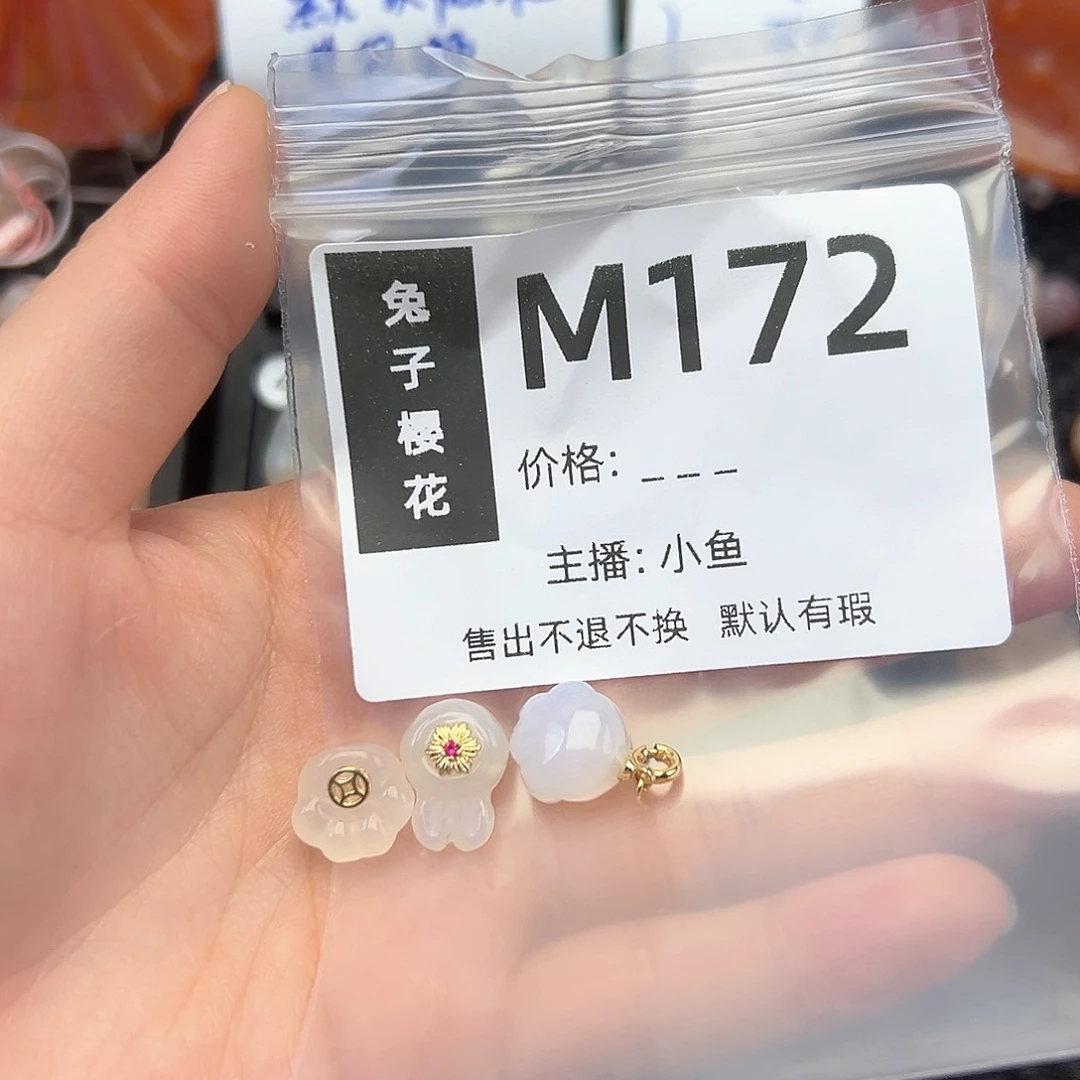 兔子樱花
M172
价格: _ _ _
主播: 小鱼
售出不退不换 默认有瑕